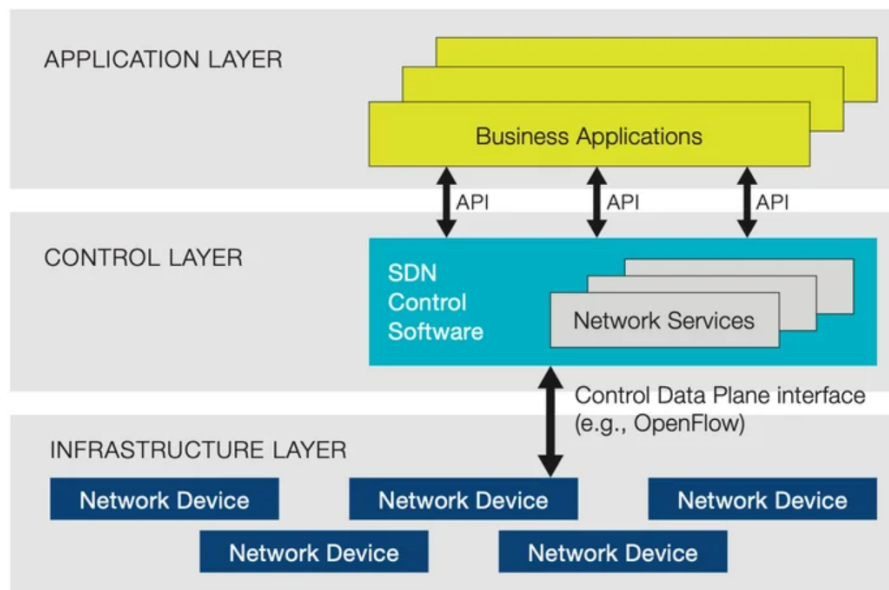 APPLICATION LAYER
Business Applications
API
API
API
CONTROL LAYER
SDN
Control
Software
Network Services
Control Data Plane interface
(e.g., OpenFlow)
INFRASTRUCTURE LAYER
Network Device
Network Device
Network Device
Network Device
Network Device